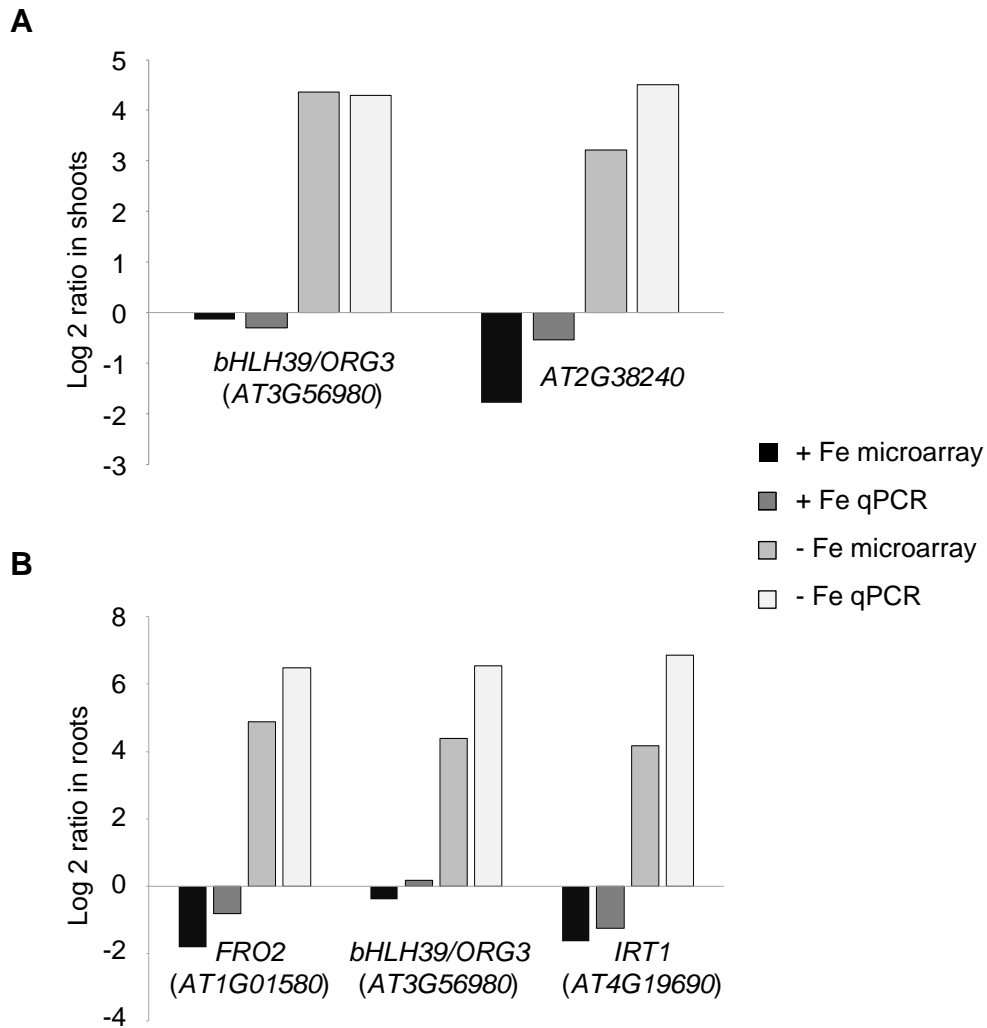 A
Log 2 ratio in shoots
5
4
3
2
1
0
-1
-2
-3
bHLH39/ORG3
(AT3G56980)
AT2G38240
+ Fe microarray
+ Fe qPCR
- Fe microarray
- Fe qPCR
B
Log 2 ratio in roots
8
6
4
2
0
-2
-4
FRO2
(AT1G01580)
bHLH39/ORG3
(AT3G56980)
IRT1
(AT4G19690)